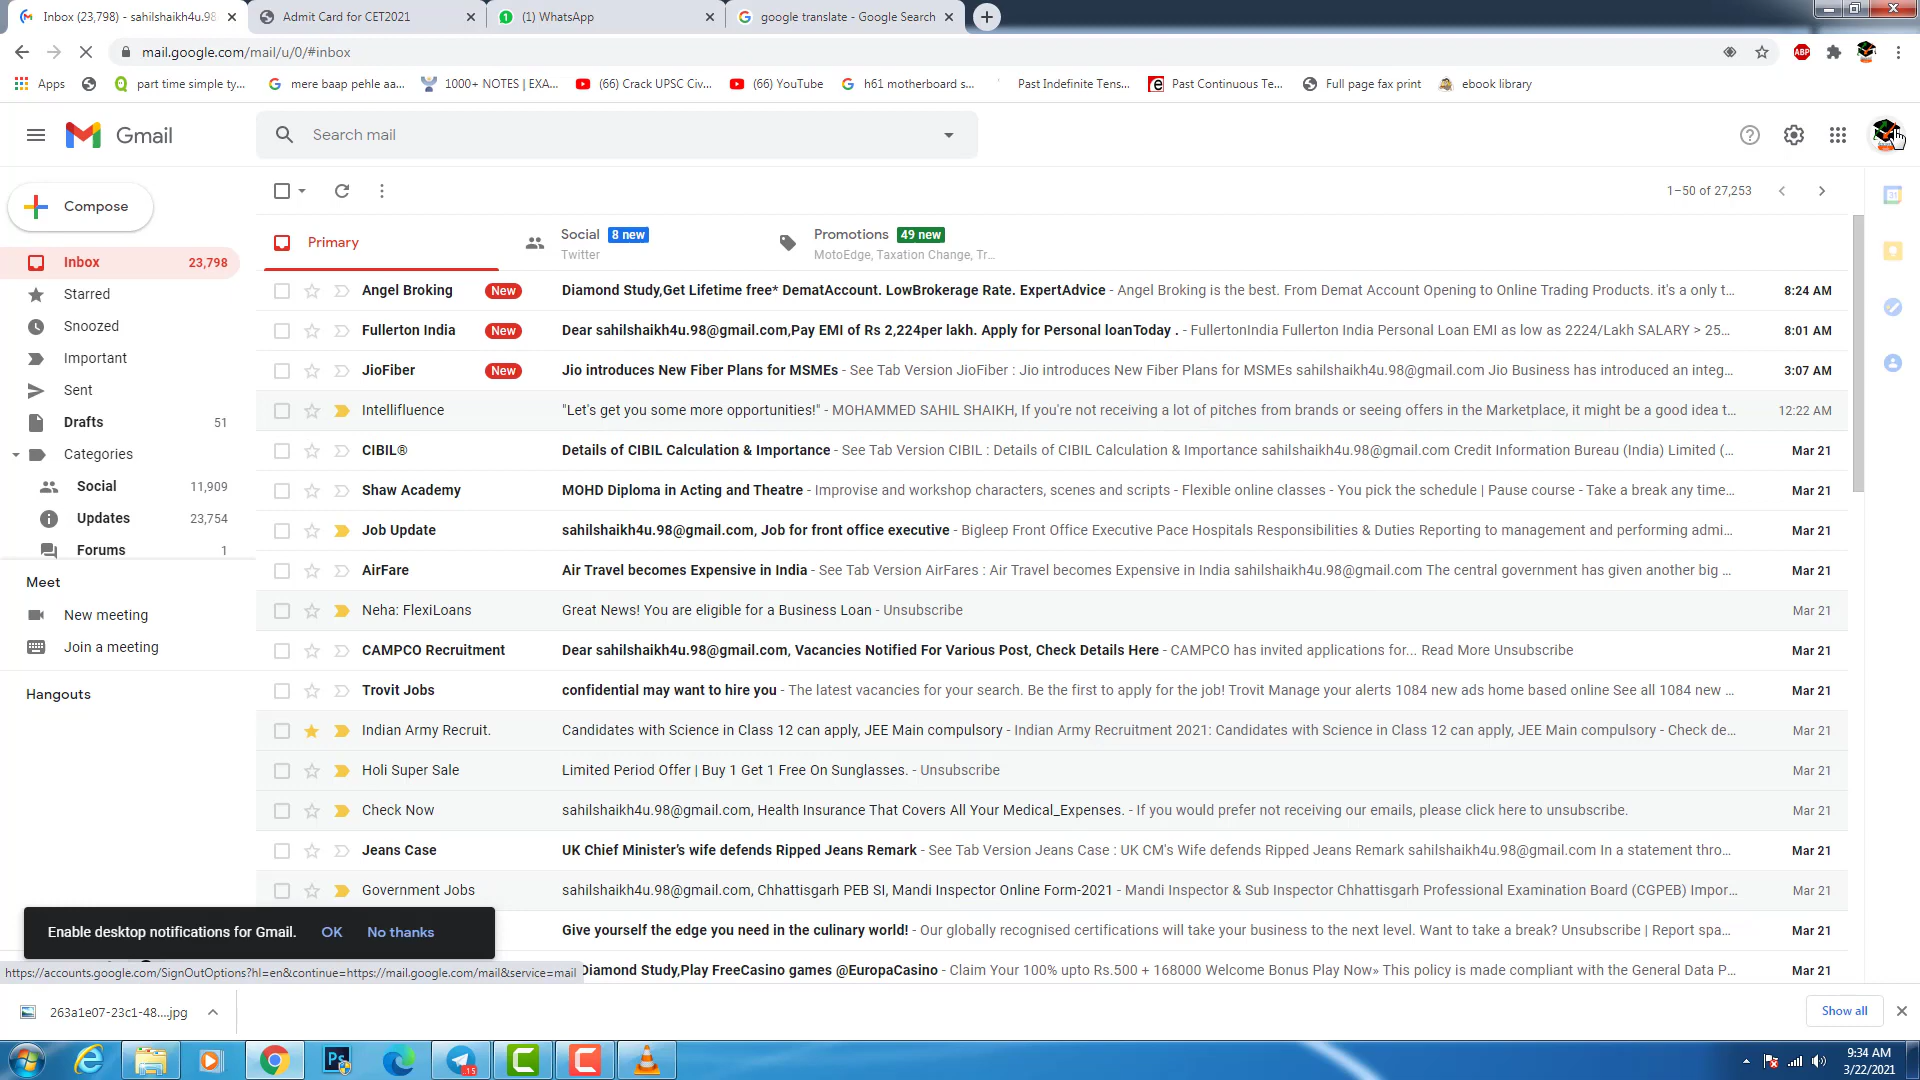 Inbox (23,798) - sahilshaikh4u.98
Admit Card for CET2021
(1) WhatsApp
google translate - Google Search
mail.google.com/mail/u/0/#inbox
ABP
Apps
part time simple ty...
mere baap pehle aa...
1000+ NOTES | EXA...
(66) Crack UPSC Civ...
(66) YouTube
h61 motherboard s...
Past Indefinite Tens...
Past Continuous Te...
Full page fax print
ebook library
Gmail
Search mail
1–50 of 27,253
Compose
Primary
Social 8 new
Twitter
Promotions 49 new
MotoEdge, Taxation Change, Tr...
Inbox 23,798
Starred
Snoozed
Important
Sent
Drafts 51
Categories
Social 11,909
Updates 23,754
Forums 1
Meet
New meeting
Join a meeting
Hangouts
Angel Broking New Diamond Study,Get Lifetime free* DematAccount. LowBrokerage Rate. ExpertAdvice - Angel Broking is the best. From Demat Account Opening to Online Trading Products. it's a only t... 8:24 AM
Fullerton India New Dear sahilshaikh4u.98@gmail.com,Pay EMI of Rs 2,224per lakh. Apply for Personal loanToday . - FullertonIndia Fullerton India Personal Loan EMI as low as 2224/Lakh SALARY > 25... 8:01 AM
JioFiber New Jio introduces New Fiber Plans for MSMEs - See Tab Version JioFiber : Jio introduces New Fiber Plans for MSMEs sahilshaikh4u.98@gmail.com Jio Business has introduced an integ... 3:07 AM
Intellifluence "Let's get you some more opportunities!" - MOHAMMED SAHIL SHAIKH, If you're not receiving a lot of pitches from brands or seeing offers in the Marketplace, it might be a good idea t... 12:22 AM
CIBIL® Details of CIBIL Calculation & Importance - See Tab Version CIBIL : Details of CIBIL Calculation & Importance sahilshaikh4u.98@gmail.com Credit Information Bureau (India) Limited (... Mar 21
Shaw Academy MOHD Diploma in Acting and Theatre - Improvise and workshop characters, scenes and scripts - Flexible online classes - You pick the schedule | Pause course - Take a break any time... Mar 21
Job Update sahilshaikh4u.98@gmail.com, Job for front office executive - Bigleep Front Office Executive Pace Hospitals Responsibilities & Duties Reporting to management and performing admi... Mar 21
AirFare Air Travel becomes Expensive in India - See Tab Version AirFares : Air Travel becomes Expensive in India sahilshaikh4u.98@gmail.com The central government has given another big ... Mar 21
Neha: FlexiLoans Great News! You are eligible for a Business Loan - Unsubscribe Mar 21
CAMPCO Recruitment Dear sahilshaikh4u.98@gmail.com, Vacancies Notified For Various Post, Check Details Here - CAMPCO has invited applications for... Read More Unsubscribe Mar 21
Trovit Jobs confidential may want to hire you - The latest vacancies for your search. Be the first to apply for the job! Trovit Manage your alerts 1084 new ads home based online See all 1084 new ... Mar 21
Indian Army Recruit. Candidates with Science in Class 12 can apply, JEE Main compulsory - Indian Army Recruitment 2021: Candidates with Science in Class 12 can apply, JEE Main compulsory - Check de... Mar 21
Holi Super Sale Limited Period Offer | Buy 1 Get 1 Free On Sunglasses. - Unsubscribe Mar 21
Check Now sahilshaikh4u.98@gmail.com, Health Insurance That Covers All Your Medical_Expenses. - If you would prefer not receiving our emails, please click here to unsubscribe. Mar 21
Jeans Case UK Chief Minister's wife defends Ripped Jeans Remark - See Tab Version Jeans Case : UK CM's Wife defends Ripped Jeans Remark sahilshaikh4u.98@gmail.com In a statement thro... Mar 21
Government Jobs sahilshaikh4u.98@gmail.com, Chhattisgarh PEB SI, Mandi Inspector Online Form-2021 - Mandi Inspector & Sub Inspector Chhattisgarh Professional Examination Board (CGPEB) Impor... Mar 21
Give yourself the edge you need in the culinary world! - Our globally recognised certifications will take your business to the next level. Want to take a break? Unsubscribe | Report spa... Mar 21
Diamond Study,Play FreeCasino games @EuropaCasino - Claim Your 100% upto Rs.500 + 168000 Welcome Bonus Play Now» This policy is made compliant with the General Data P... Mar 21
Enable desktop notifications for Gmail. OK No thanks
https://accounts.google.com/SignOutOptions?hl=en&continue=https://mail.google.com/mail&service=mail
263a1e07-23c1-48....jpg
Show all
Ps
15
9:34 AM
3/22/2021